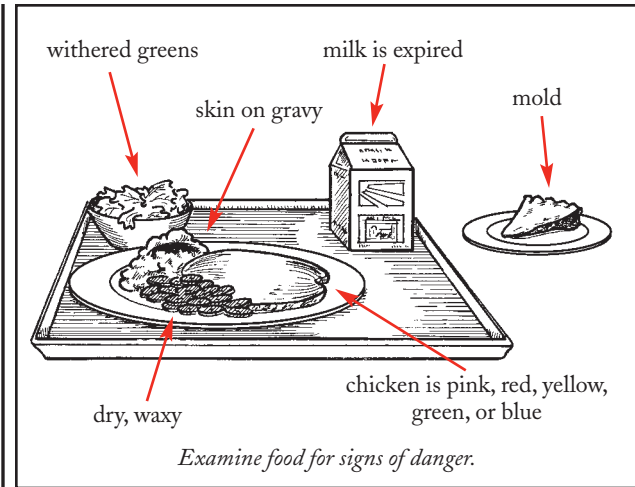 withered greens
milk is expired
mold
skin on gravy
dry, waxy
chicken is pink, red, yellow,
green, or blue
Examine food for signs of danger.